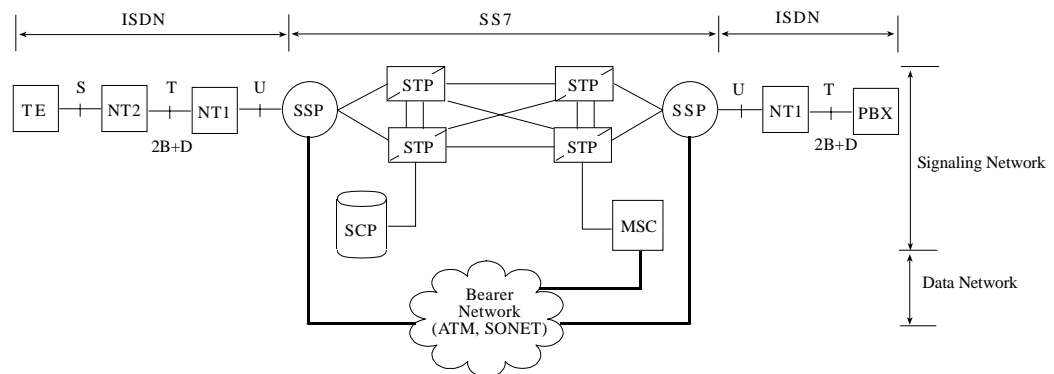 ISDN
SS7
ISDN
S
T
U
STP
STP
U
T
TE
NT2
NT1
SSP
SSP
NT1
PBX
2B+D
STP
STP
2B+D
Signaling Network
SCP
MSC
Data Network
Bearer
Network
(ATM, SONET)